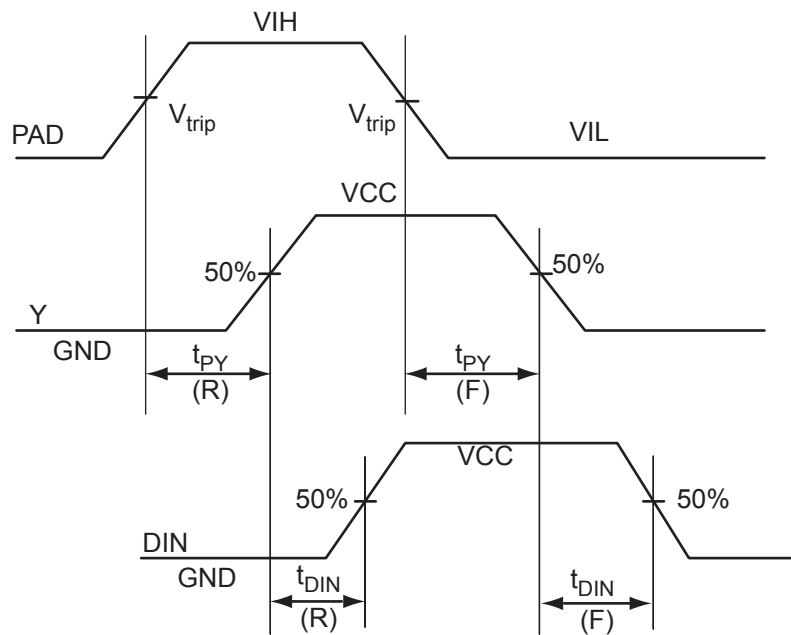 VIH
PAD
Vtrip
Vtrip
VIL
VCC
50%
50%
Y
GND
tPY
(R)
tPY
(F)
VCC
50%
50%
DIN
GND
tDIN
(R)
tDIN
(F)